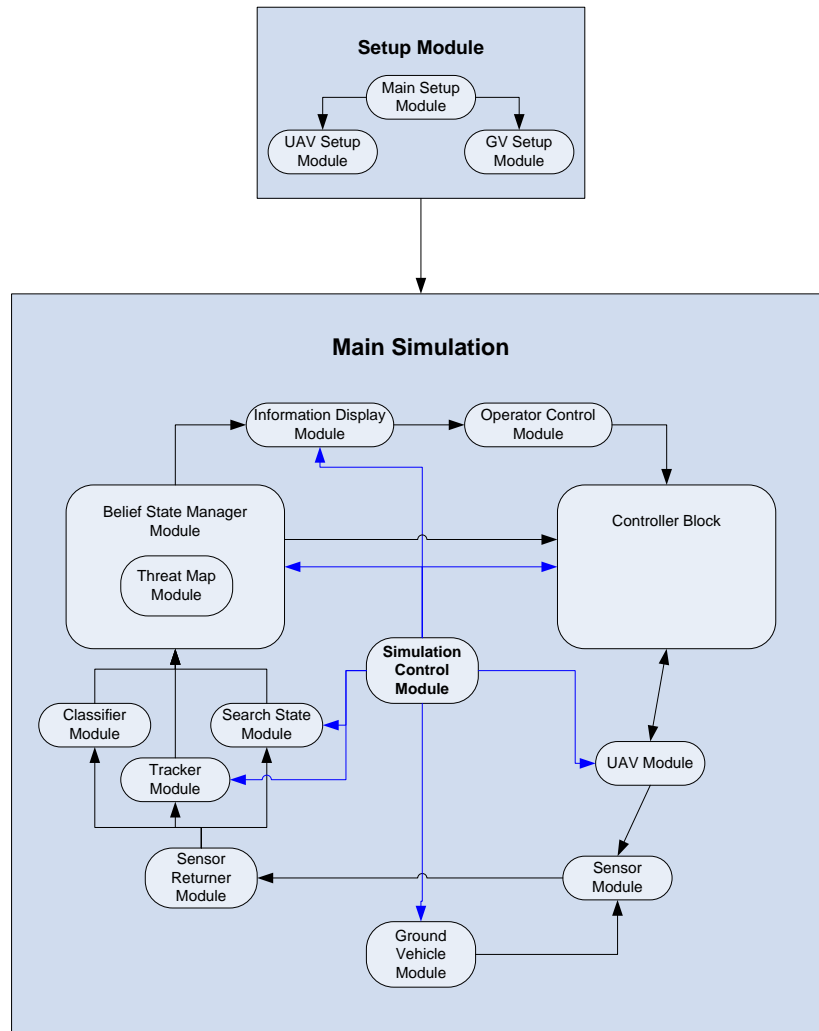 Setup Module
Main Setup
Module
UAV Setup
Module
GV Setup
Module
Main Simulation
Information Display
Module
Operator Control
Module
Belief State Manager
Module
Controller Block
Threat Map
Module
Simulation
Control
Module
Classifier
Module
Search State
Module
Tracker
Module
UAV Module
Sensor
Returner
Module
Sensor
Module
Ground
Vehicle
Module